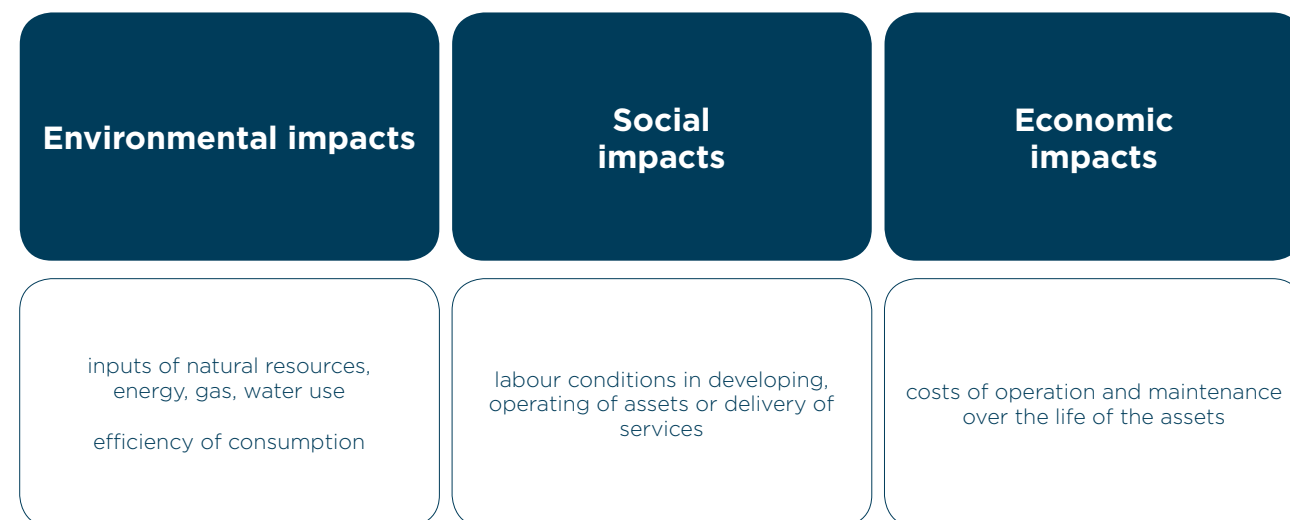 Environmental impacts
Social
impacts
Economic
impacts
inputs of natural resources,
energy, gas, water use
efficiency of consumption
labour conditions in developing,
operating of assets or delivery of
services
costs of operation and maintenance
over the life of the assets